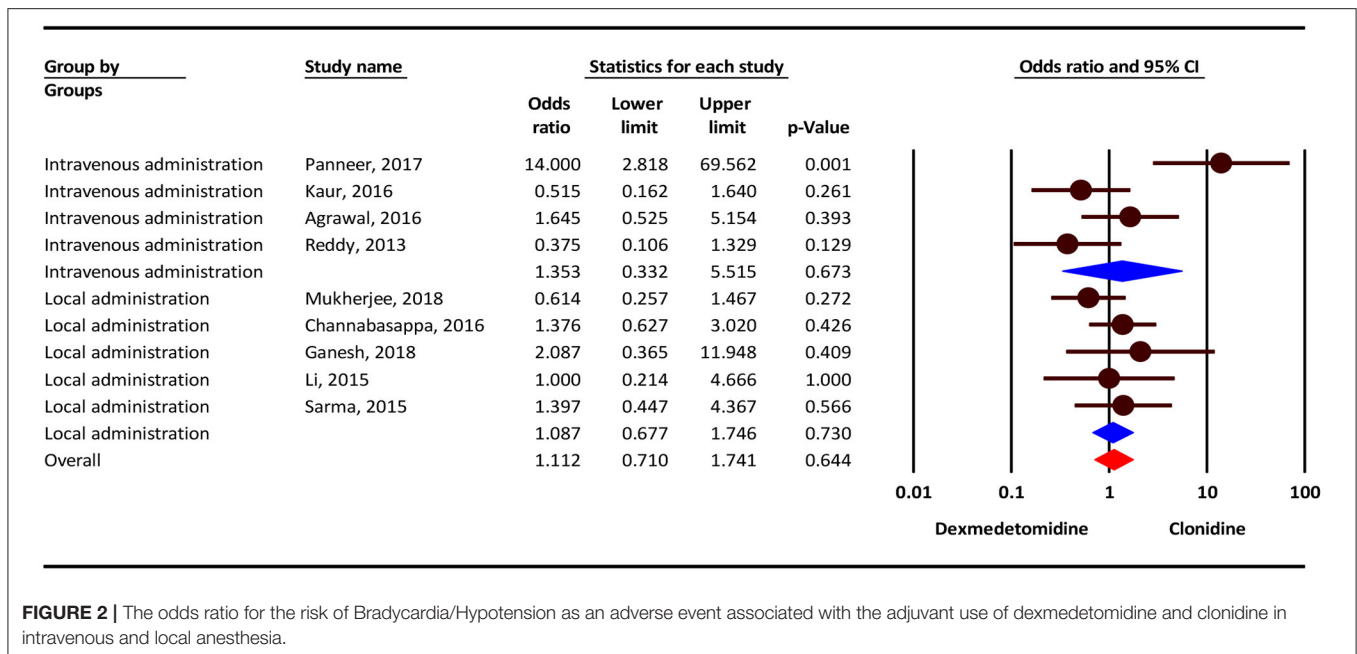 Group by Study name Statistics for each study Odds ratio and 95% CI
Groups
Odds Lower Upper
ratio limit limit p-Value
Intravenous administration Panneer, 2017 14.000 2.818 69.562 0.001
Intravenous administration Kaur, 2016 0.515 0.162 1.640 0.261
Intravenous administration Agrawal, 2016 1.645 0.525 5.154 0.393
Intravenous administration Reddy, 2013 0.375 0.106 1.329 0.129
Intravenous administration 1.353 0.332 5.515 0.673
Local administration Mukherjee, 2018 0.614 0.257 1.467 0.272
Local administration Channabasappa, 2016 1.376 0.627 3.020 0.426
Local administration Ganesh, 2018 2.087 0.365 11.948 0.409
Local administration Li, 2015 1.000 0.214 4.666 1.000
Local administration Sarma, 2015 1.397 0.447 4.367 0.566
Local administration 1.087 0.677 1.746 0.730
Overall 1.112 0.710 1.741 0.644
0.01 0.1 1 10 100
Dexmedetomidine Clonidine
FIGURE 2 | The odds ratio for the risk of Bradycardia/Hypotension as an adverse event associated with the adjuvant use of dexmedetomidine and clonidine in
intravenous and local anesthesia.